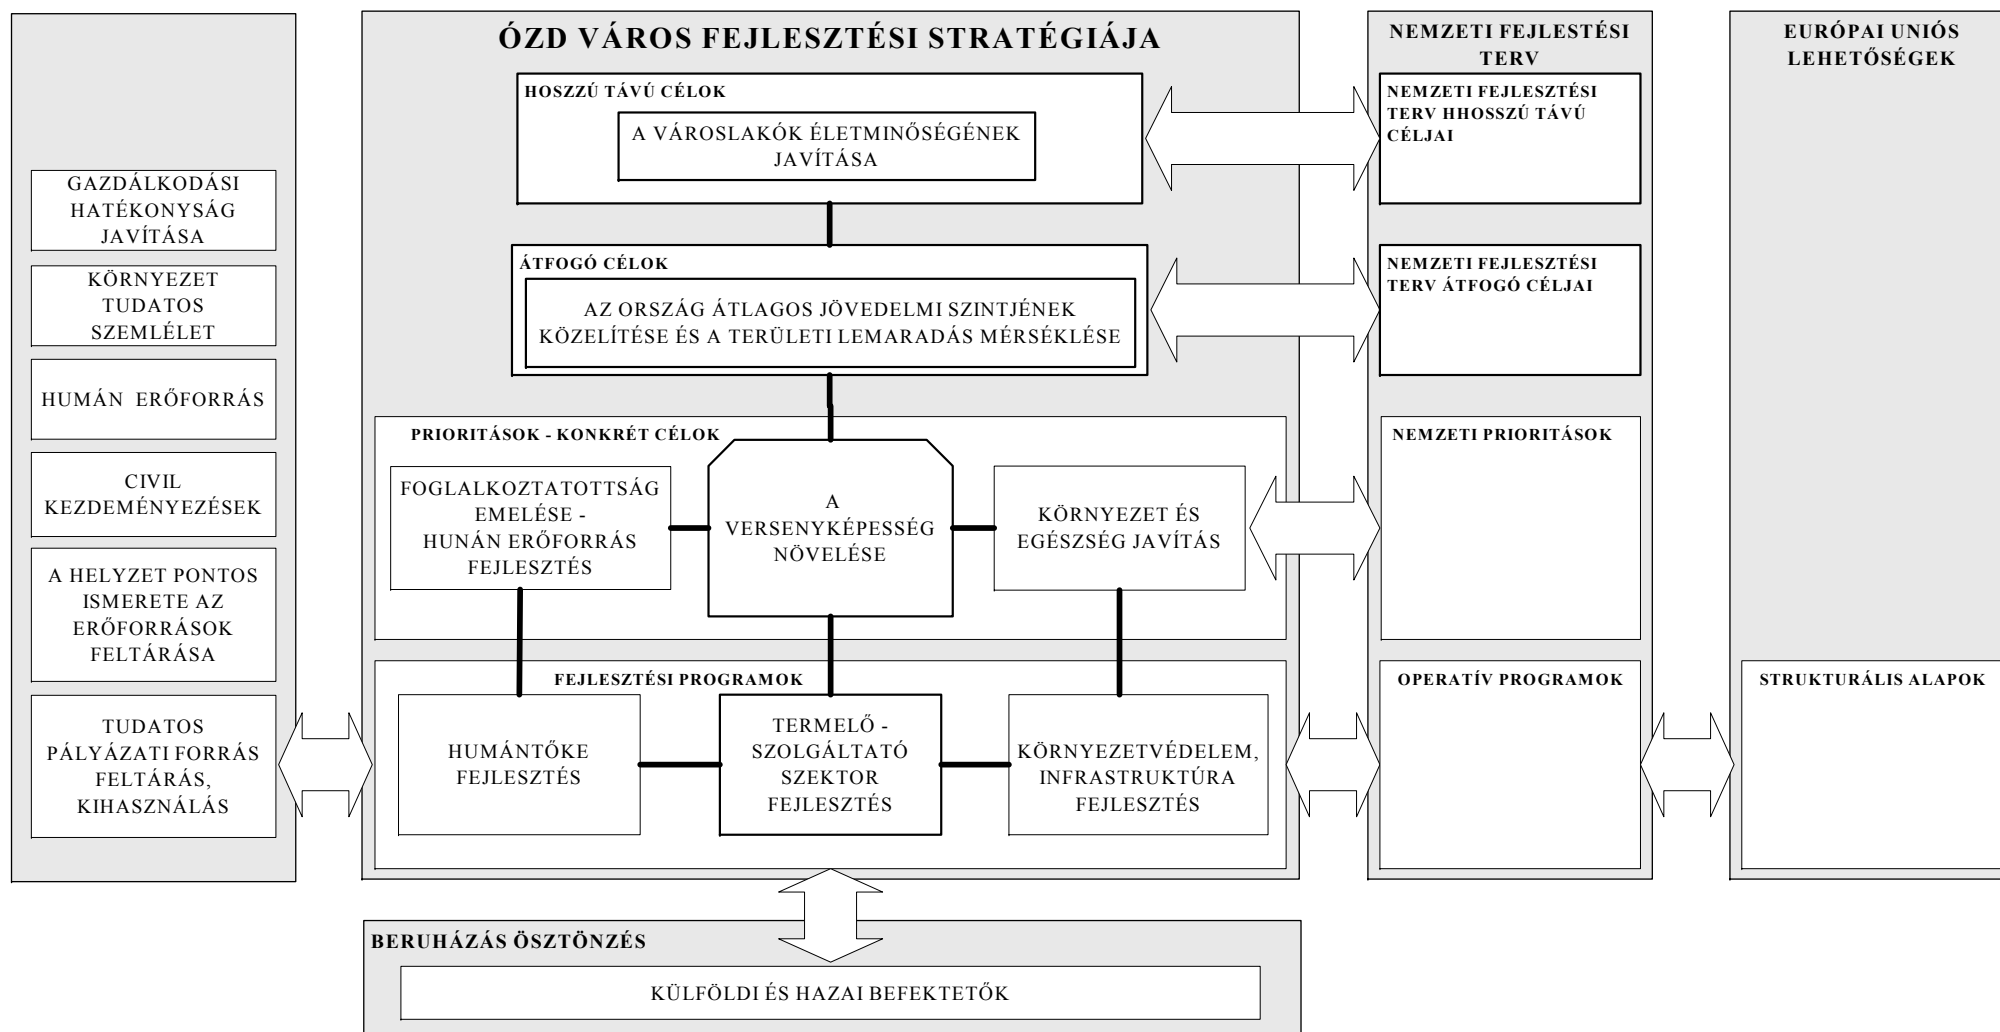 GAZDÁLKODÁSI
HATÉKONYSÁG
JAVÍTÁSA
KÖRNYEZET
TUDATOS
SZEMLÉLET
HUMÁN ERŐFORRÁS
CIVIL
KEZDEMÉNYEZÉSEK
A HELYZET PONTOS
ISMERETE AZ
ERŐFORRÁSOK
FELTÁRÁSA
TUDATOS
PÁLYÁZATI FORRÁS
FELTÁRÁS,
KIHASZNÁLÁS
ÓZD VÁROS FEJLESZTÉSI STRATÉGIÁJA
HOSZZÚ TÁVÚ CÉLOK
A VÁROSLAKÓK ÉLETMINŐSÉGÉNEK
JAVÍTÁSA
ÁTFOGÓ CÉLOK
AZ ORSZÁG ÁTLAGOS JÖVEDELMI SZINTJÉNEK
KÖZELÍTÉSE ÉS A TERÜLETI LEMARADÁS MÉRSÉKLÉSE
PRIORITÁSOK - KONKRÉT CÉLOK
FOGLALKOZTATOTTSÁG
EMELÉSE -
HUNÁN ERŐFORRÁS
FEJLESZTÉS
A
VERSENYKÉPESSÉG
NÖVELÉSE
KÖRNYEZET ÉS
EGÉSZSÉG JAVÍTÁS
FEJLESZTÉSI PROGRAMOK
HUMÁNTŐKE
FEJLESZTÉS
TERMELŐ -
SZOLGÁLTATÓ
SZEKTOR
FEJLESZTÉS
KÖRNYEZETVÉDELEM,
INFRASTRUKTÚRA
FEJLESZTÉS
BERUHÁZÁS ÖSZTÖNZÉS
KÜLFÖLDI ÉS HAZAI BEFEKTETŐK
NEMZETI FEJLESTÉSI
TERV
NEMZETI FEJLESZTÉSI
TERV HHOSSZÚ TÁVÚ
CÉLJAI
NEMZETI FEJLESZTÉSI
TERV ÁTFOGÓ CÉLJAI
NEMZETI PRIORITÁSOK
OPERATÍV PROGRAMOK
EURÓPAI UNIÓS
LEHETŐSÉGEK
STRUKTURÁLIS ALAPOK